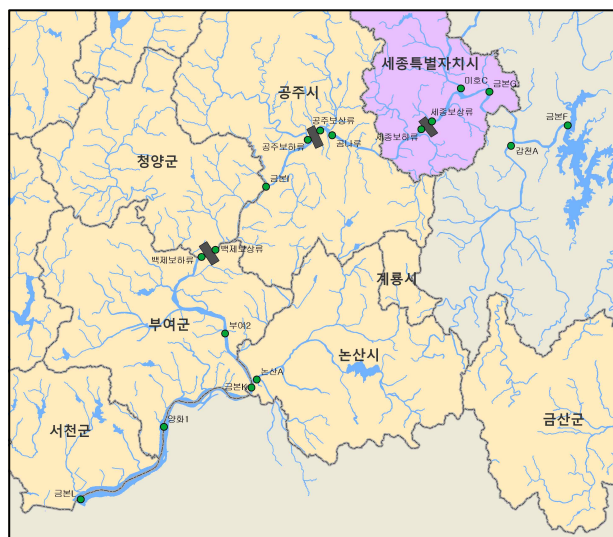 세종특별자치시
미호C
금본G
공주시
세종보상류
금본F
공주보상류
세종보하류
곰나루
공주보하류
갑천A
청양군
금본I
백제보상류
백제보하류
계룡시
부여군
부여2
논산시
논산A
금본K
서천군
양화1
금산군
금본L